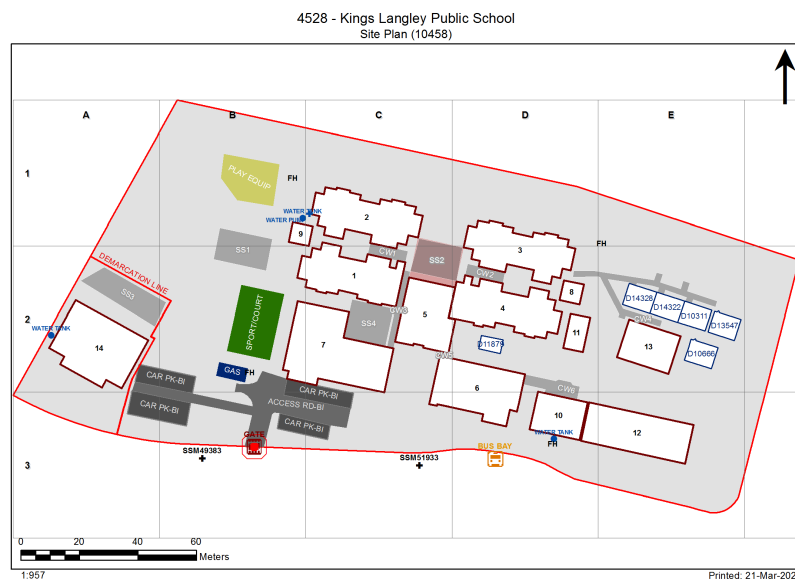 4528 - Kings Langley Public School
Site Plan (10458)
A
B
C
D
E
1
PLAY EQUIP
FH
WATER TANK
WATER PUMP
2
9
SS1
CW1
SS2
3
FH
CW2
1
DEMARCATION LINE
SS3
2
WATER TANK
14
SPORT/COURT
SS4
CW3
5
4
8
11
D14328
D14322
D10311
D13547
CW4
13
D10666
D11879
CW5
7
GAS
FH
6
CW6
CAR PK-BI
CAR PK-BI
CAR PK-BI
ACCESS RD-BI
CAR PK-BI
10
12
WATER TANK
FH
GATE
BUS BAY
3
SSM49383
SSM51933
0
20
40
60
Meters
1:957
Printed: 21-Mar-202